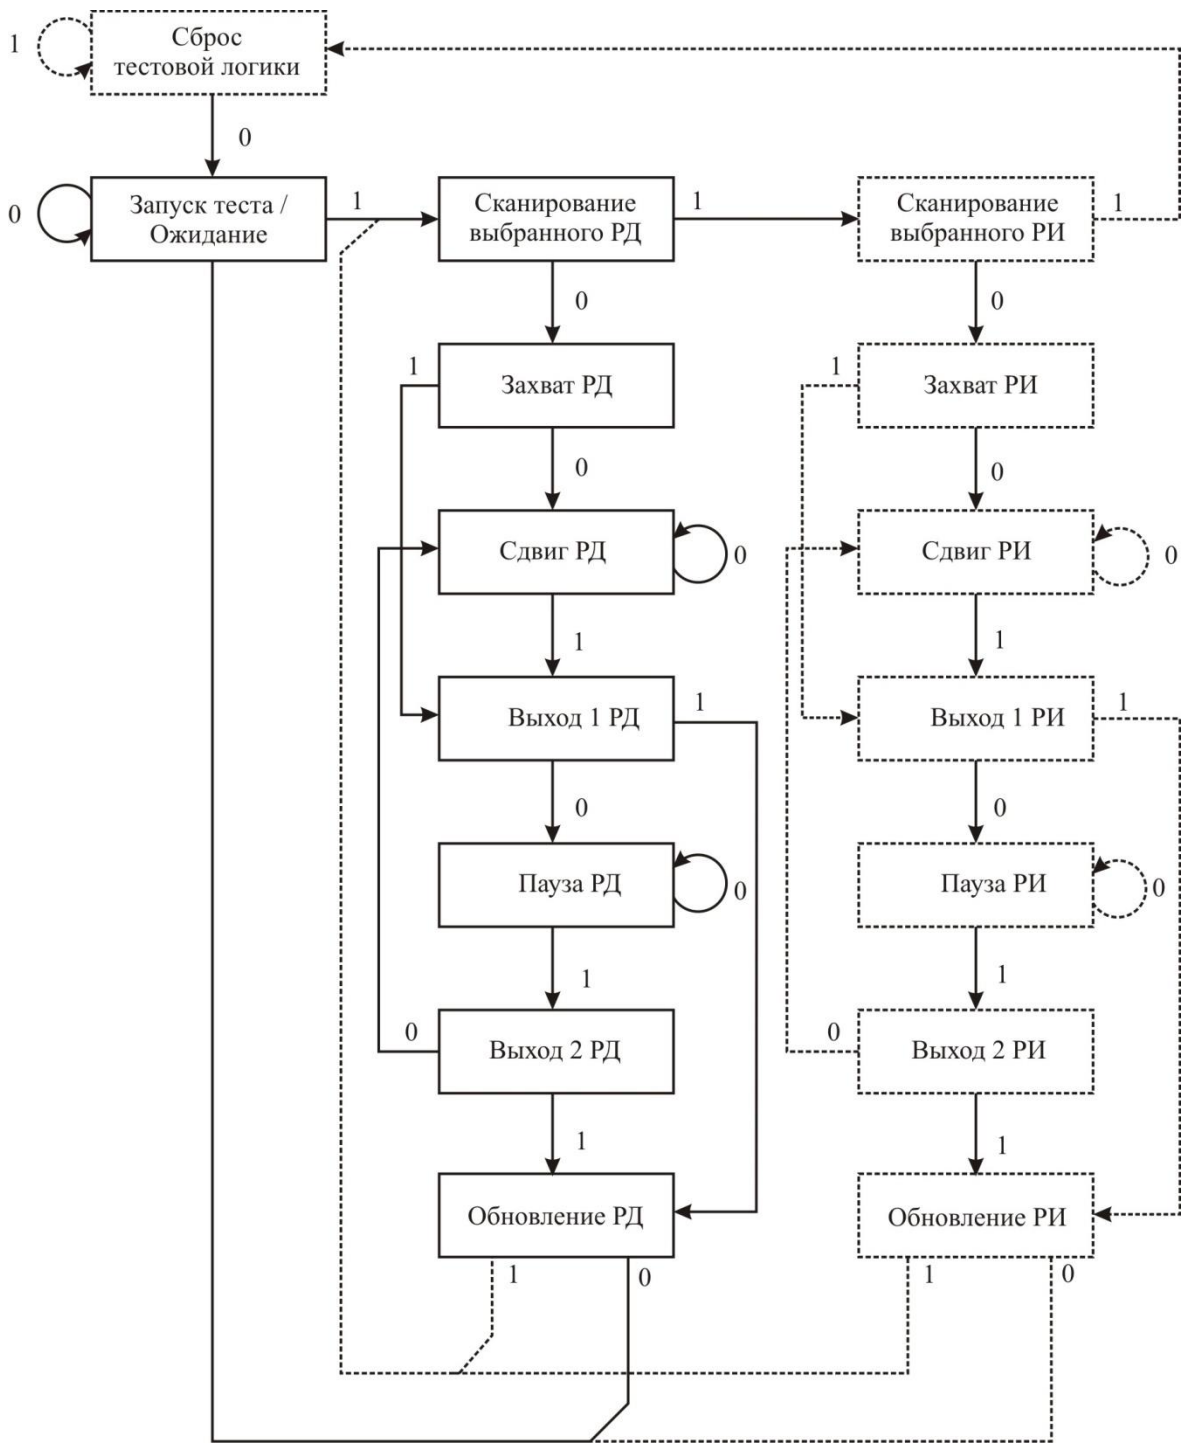 1
Сброс
тестовой логики
0
0
Запуск теста /
Ожидание
1
Сканирование
выбранного РД
1
Сканирование
выбранного РИ
1
0
0
1
Захват РД
1
Захват РИ
0
0
Сдвиг РД
0
Сдвиг РИ
0
1
1
Выход 1 РД
1
Выход 1 РИ
1
0
0
Пауза РД
0
Пауза РИ
0
1
1
0
Выход 2 РД
0
Выход 2 РИ
1
1
Обновление РД
Обновление РИ
1
0
1
0